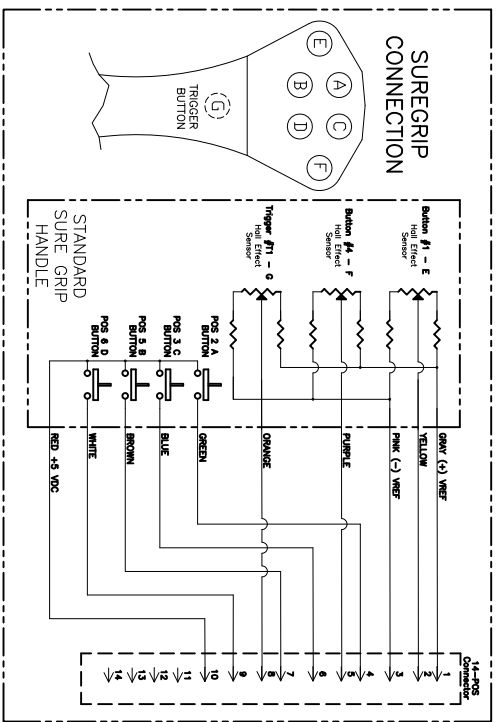 SUREGRIP
CONNECTION
E
A
B
C
D
F
G
TRIGGER
BUTTON
STANDARD
SURE GRIP
HANDLE
Button #1 - E
Hall Effect
Sensor
Button #4 - F
Hall Effect
Sensor
Trigger #T1 - G
Hall Effect
Sensor
POS 2 A
BUTTON
POS 3 C
BUTTON
POS 5 B
BUTTON
POS 6 D
BUTTON
GRAY (+) VREF
YELLOW
PINK (-) VREF
PURPLE
ORANGE
GREEN
BLUE
BROWN
WHITE
RED +5 VDC
14-POS
Connector
1
2
3
4
5
6
7
8
9
10
11
12
13
14